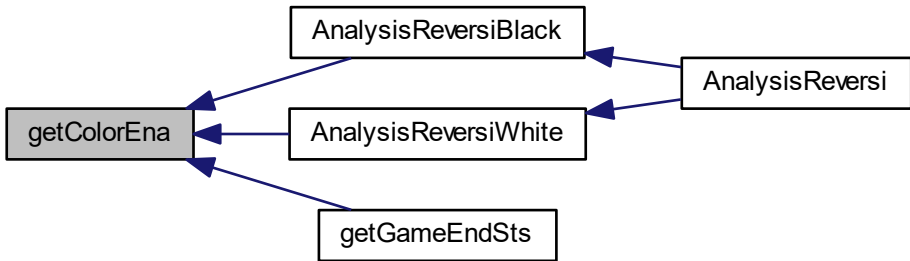 AnalysisReversiBlack
AnalysisReversi
getColorEna
AnalysisReversiWhite
getGameEndSts